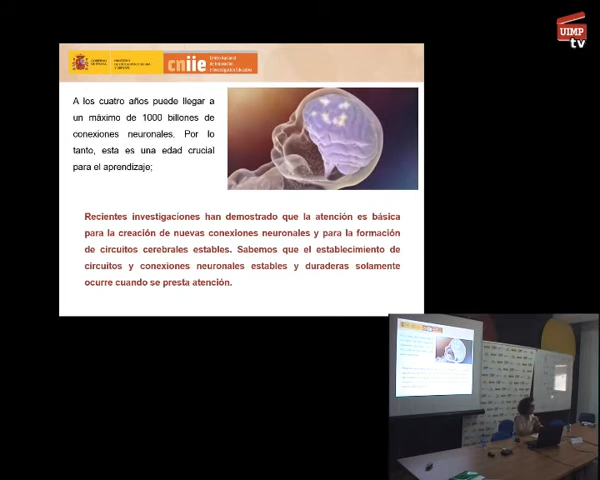 UIMP
tv
GOBIERNO
DE ESPAÑA
cniie
A los cuatro años puede llegar a
un máximo de 1000 billones de
conexiones neuronales. Por lo
tanto, esta es una edad crucial
para el aprendizaje;
Recientes investigaciones han demostrado que la atención es básica
para la creación de nuevas conexiones neuronales y para la formación
de circuitos cerebrales estables. Sabemos que el establecimiento de
circuitos y conexiones neuronales estables y duraderas solamente
ocurre cuando se presta atención.